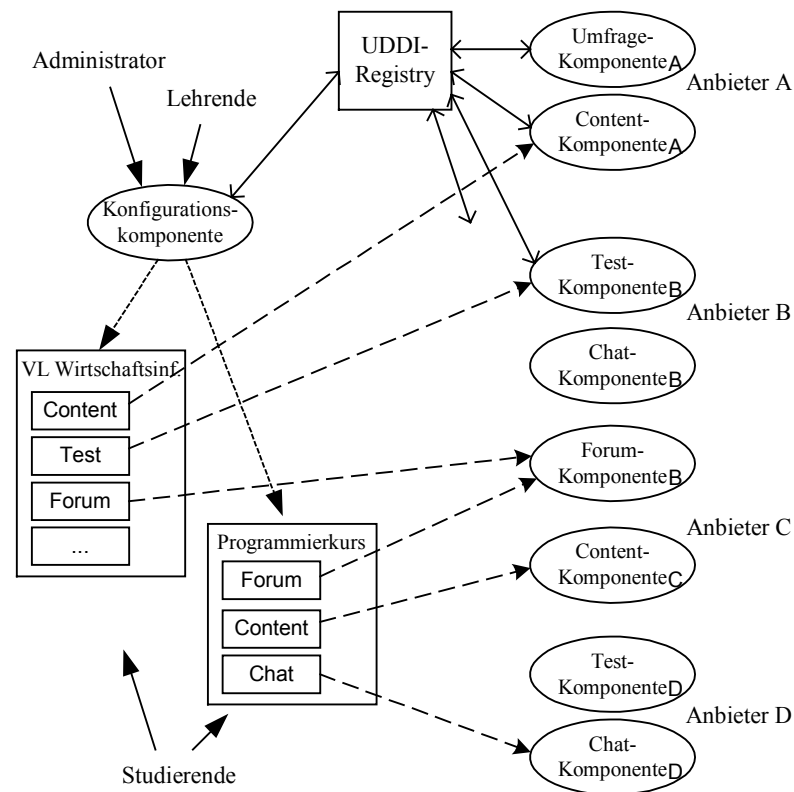 UDDI-
Registry
Umfrage-
KomponenteA
Anbieter A
Content-
KomponenteA
Administrator
Lehrende
Konfigurations-
komponente
Test-
KomponenteB
Anbieter B
Chat-
KomponenteB
VL Wirtschaftsinf.
Content
Test
Forum
...
Forum-
KomponenteB
Anbieter C
Content-
KomponenteC
Programmierkurs
Forum
Content
Chat
Test-
KomponenteD
Anbieter D
Chat-
KomponenteD
Studierende